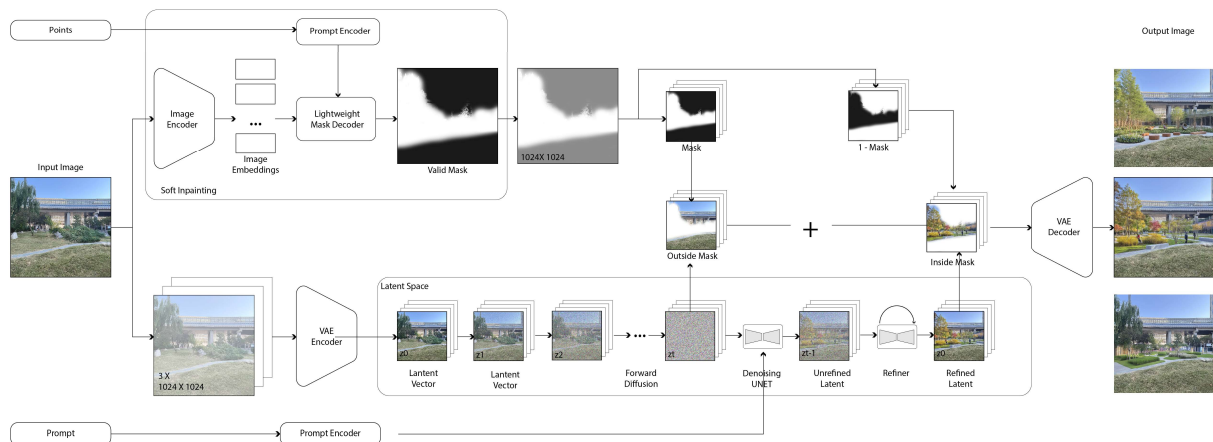 Points
Prompt Encoder
Output Image
Image
Encoder
...
Lightweight
Mask Decoder
Image
Embeddings
Valid Mask
1024X 1024
Mask
1 - Mask
Soft Inpainting
Input Image
Outside Mask
+
Inside Mask
VAE
Decoder
Latent Space
3 X
1024 X 1024
VAE
Encoder
z0
z1
z2
...
zt
zt-1
z0
Lantent
Vector
Lantent
Vector
Forward
Diffusion
Denoising
UNET
Unrefined
Latent
Refiner
Refined
Latent
Prompt
Prompt Encoder